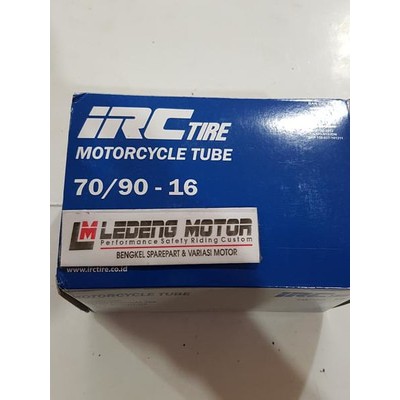 iRC TIRE
MOTORCYCLE TUBE
70/90 - 16
LM LEDENG MOTOR
Performance Safety Riding Custom
BENGKEL SPAREPART & VARIASI MOTOR
www.irctire.co.id
MOTORCYCLE TUBE